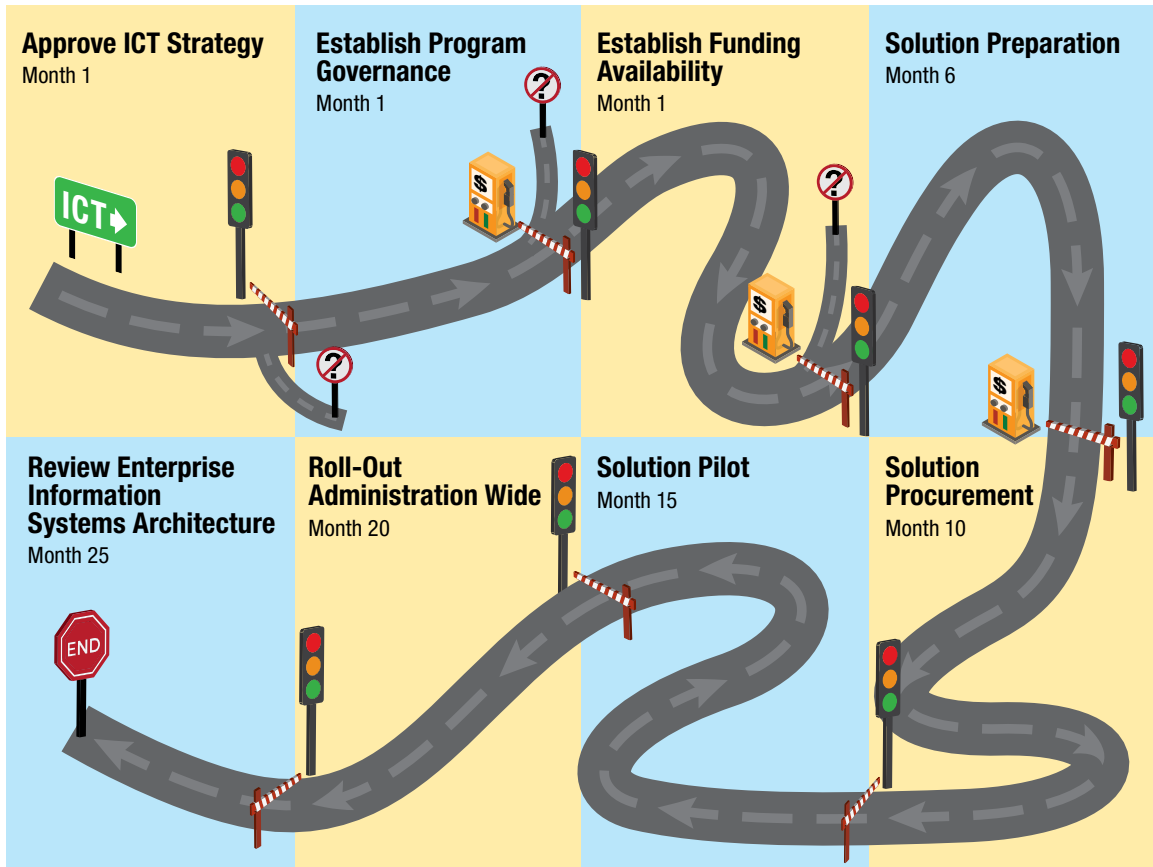 Approve ICT Strategy
Month 1
Establish Program
Governance
Month 1
Establish Funding
Availability
Month 1
Solution Preparation
Month 6
ICT
?
$
?
$
?
$
Review Enterprise
Information
Systems Architecture
Month 25
Roll-Out
Administration Wide
Month 20
Solution Pilot
Month 15
Solution
Procurement
Month 10
END